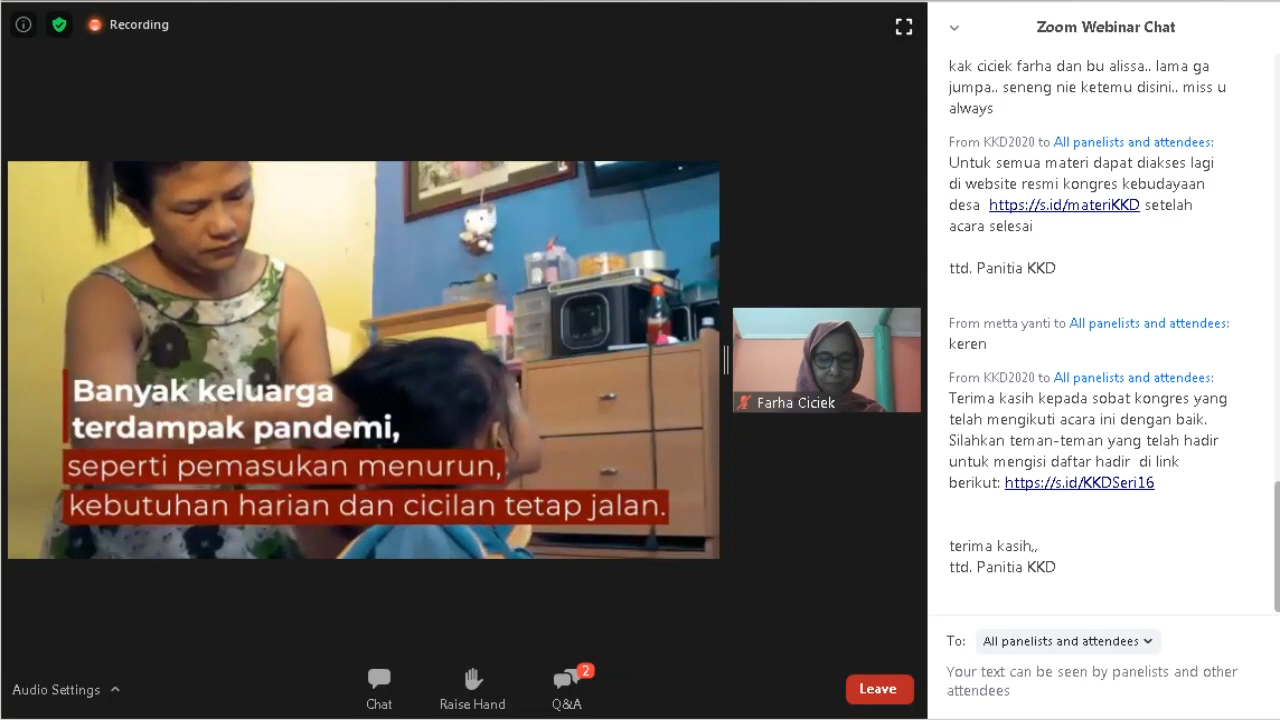 Recording
Banyak keluarga
terdampak pandemi,
seperti pemasukan menurun,
kebutuhan harian dan cicilan tetap jalan.
Farha Ciciek
Audio Settings
Chat
Raise Hand
2
Q&A
Leave
Zoom Webinar Chat
kak ciciek farha dan bu alissa.. lama ga
jumpa.. seneng nie ketemu disini.. miss u
always
From KKD2020 to All panelists and attendees:
Untuk semua materi dapat diakses lagi
di website resmi kongres kebudayaan
desa https://s.id/materiKKD setelah
acara selesai
ttd. Panitia KKD
From metta yanti to All panelists and attendees:
keren
From KKD2020 to All panelists and attendees:
Terima kasih kepada sobat kongres yang
telah mengikuti acara ini dengan baik.
Silahkan teman-teman yang telah hadir
untuk mengisi daftar hadir di link
berikut: https://s.id/KKDSeri16
terima kasih,,
ttd. Panitia KKD
To: All panelists and attendees
Your text can be seen by panelists and other
attendees